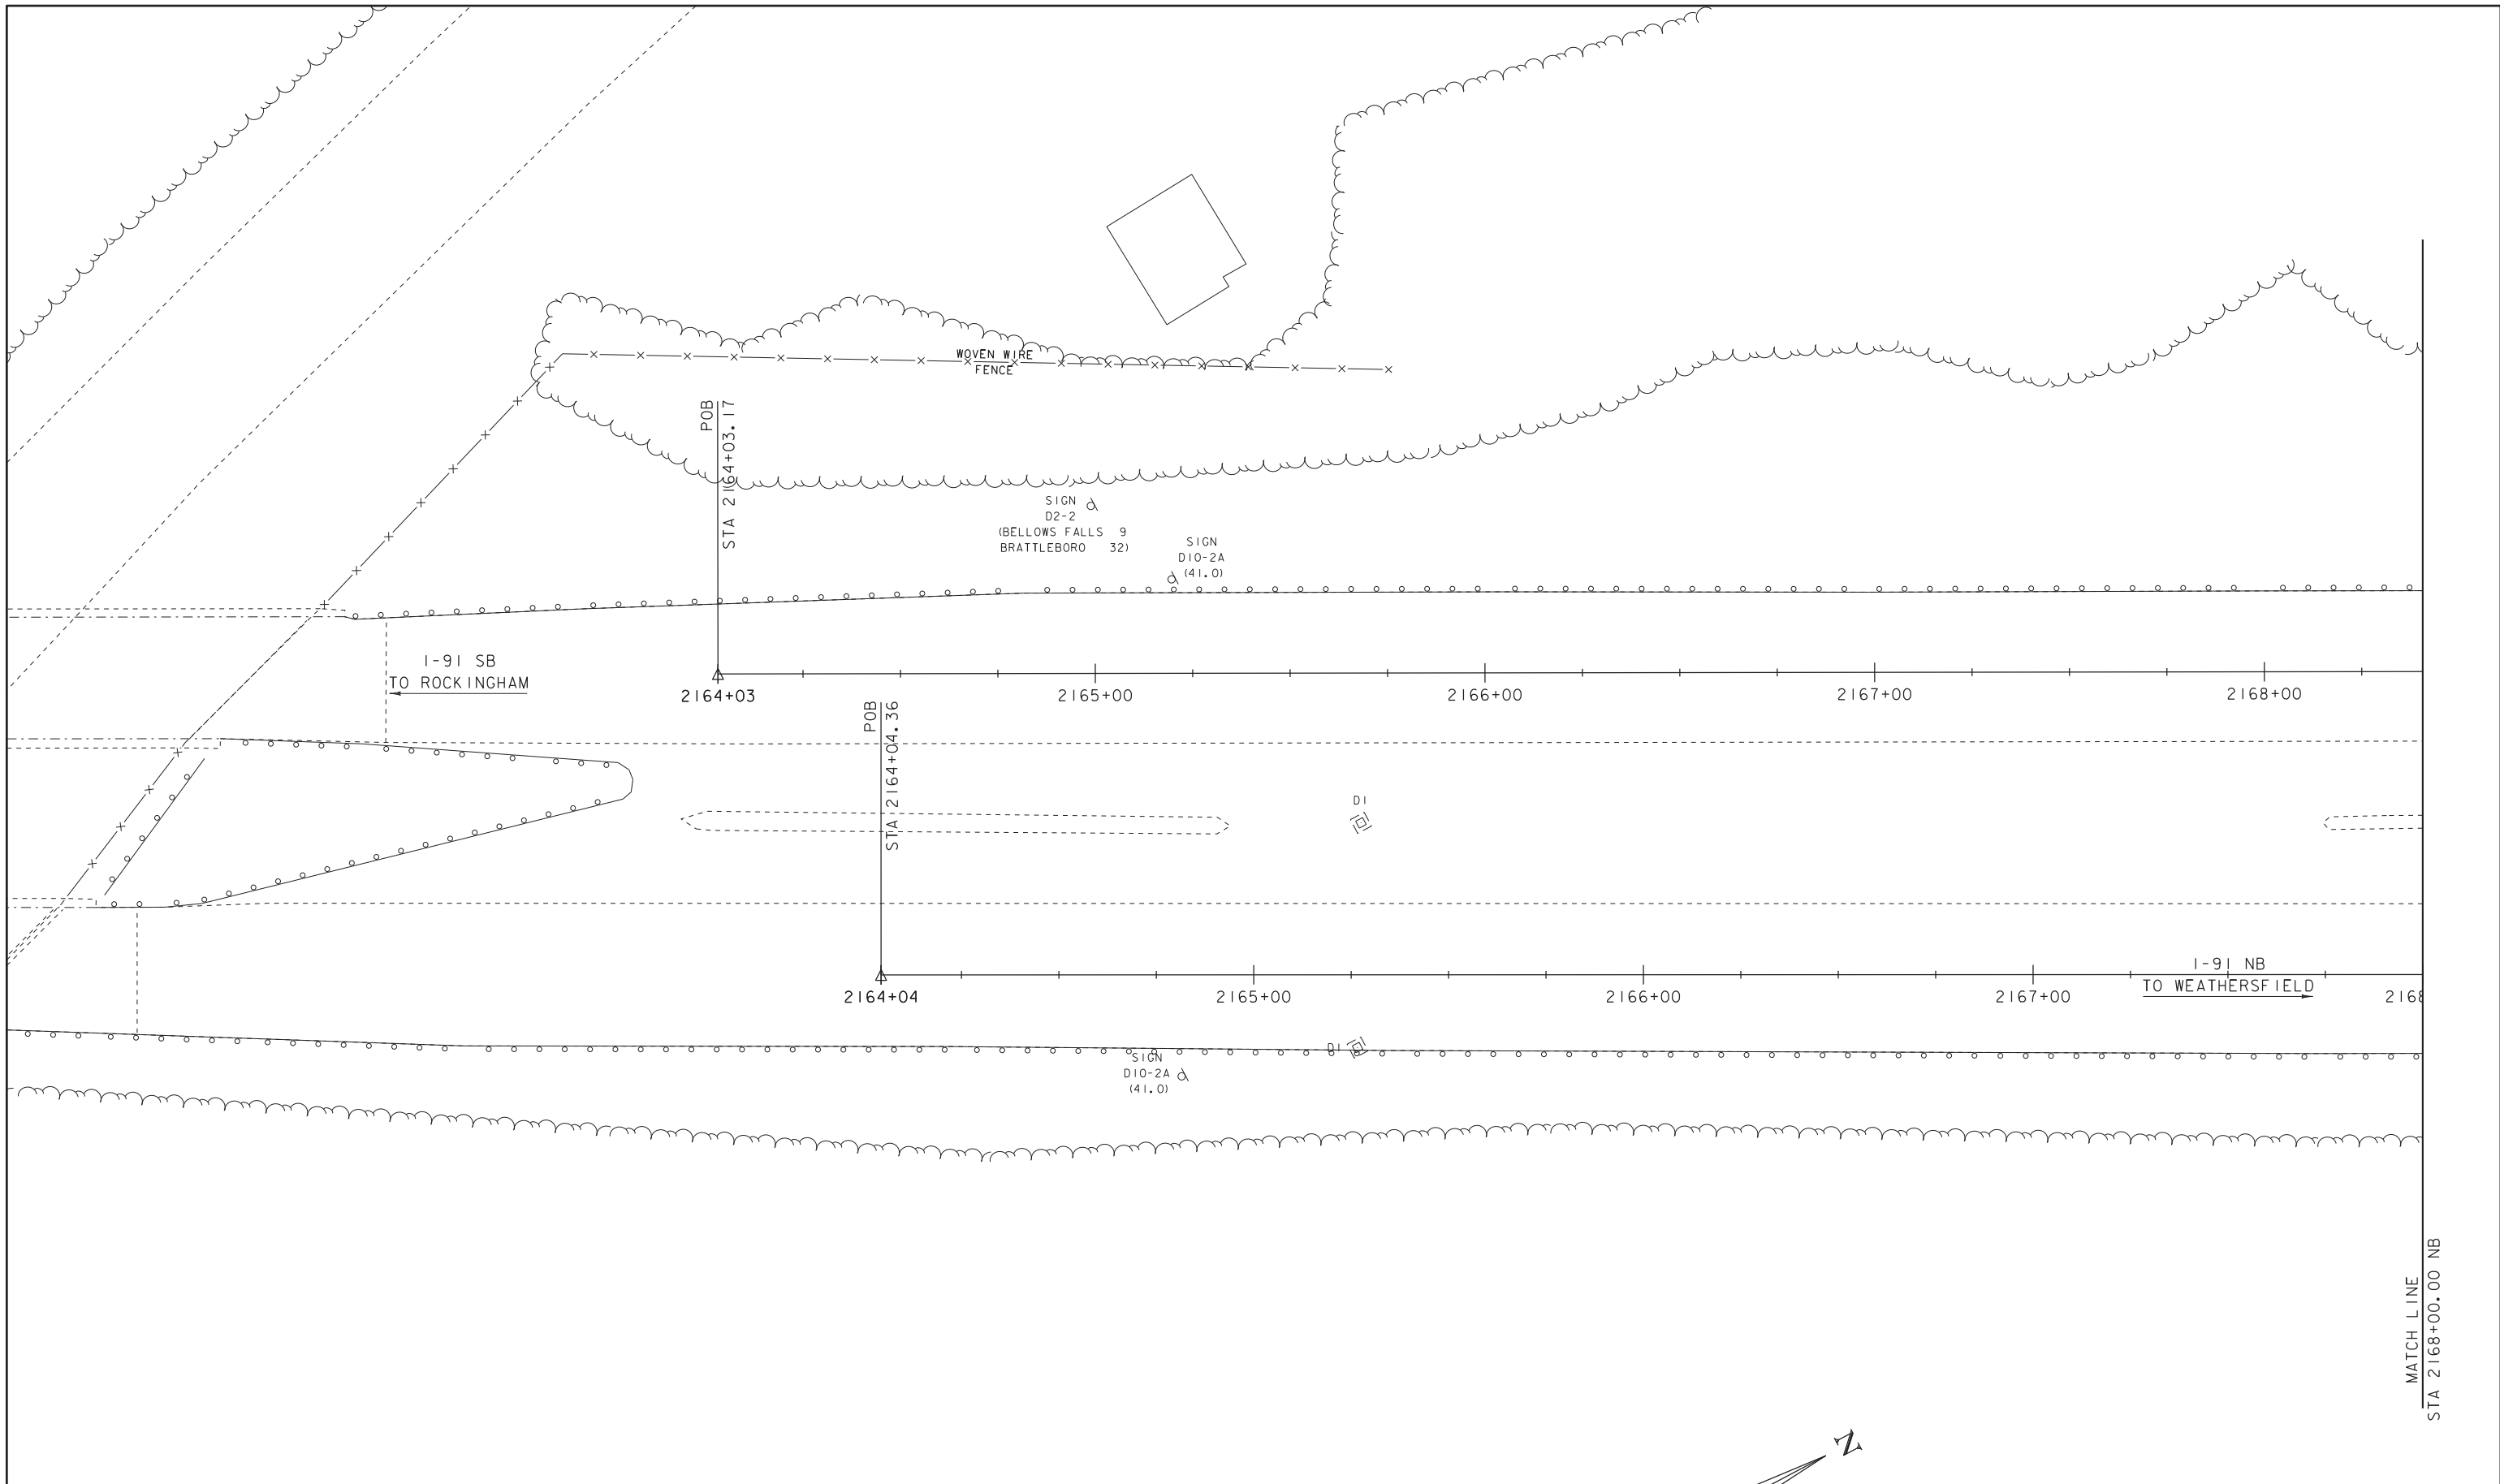 WOVEN WIRE
FENCE
POB
STA 2164+03.17
SIGN
D2-2
(BELLOWS FALLS 9
BRATTLEBORO 32)
SIGN
D10-2A
(41.0)
I-91 SB
TO ROCKINGHAM
2164+03
2165+00
2166+00
2167+00
2168+00
POB
STA 2164+04.36
D1
I-91 NB
TO WEATHERSFIELD
2164+04
2165+00
2166+00
2167+00
2168
D1
SIGN
D10-2A
(41.0)
MATCH LINE
STA 2168+00.00 NB
N